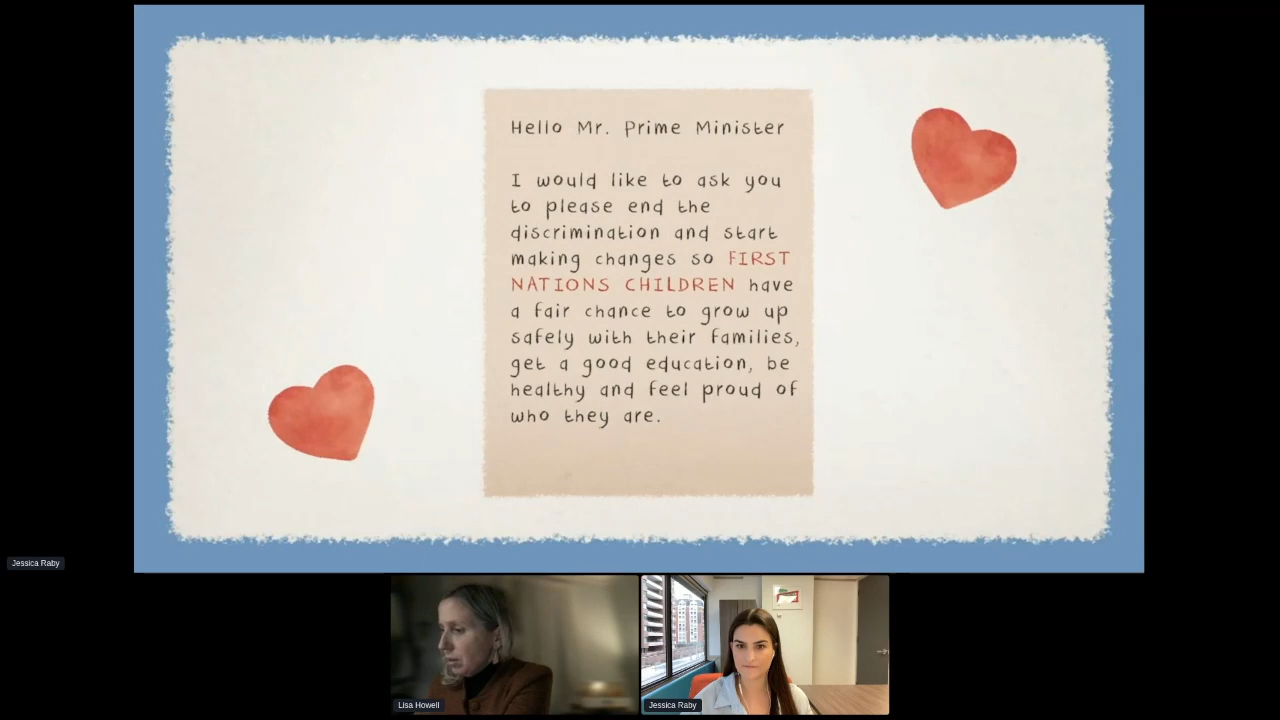 Hello Mr. Prime Minister
I would like to ask you
to please end the
discrimination and start
making changes so FIRST
NATIONS CHILDREN have
a fair chance to grow up
safely with their families,
get a good education, be
healthy and feel proud of
who they are.
Jessica Raby
Lisa Howell
Jessica Raby